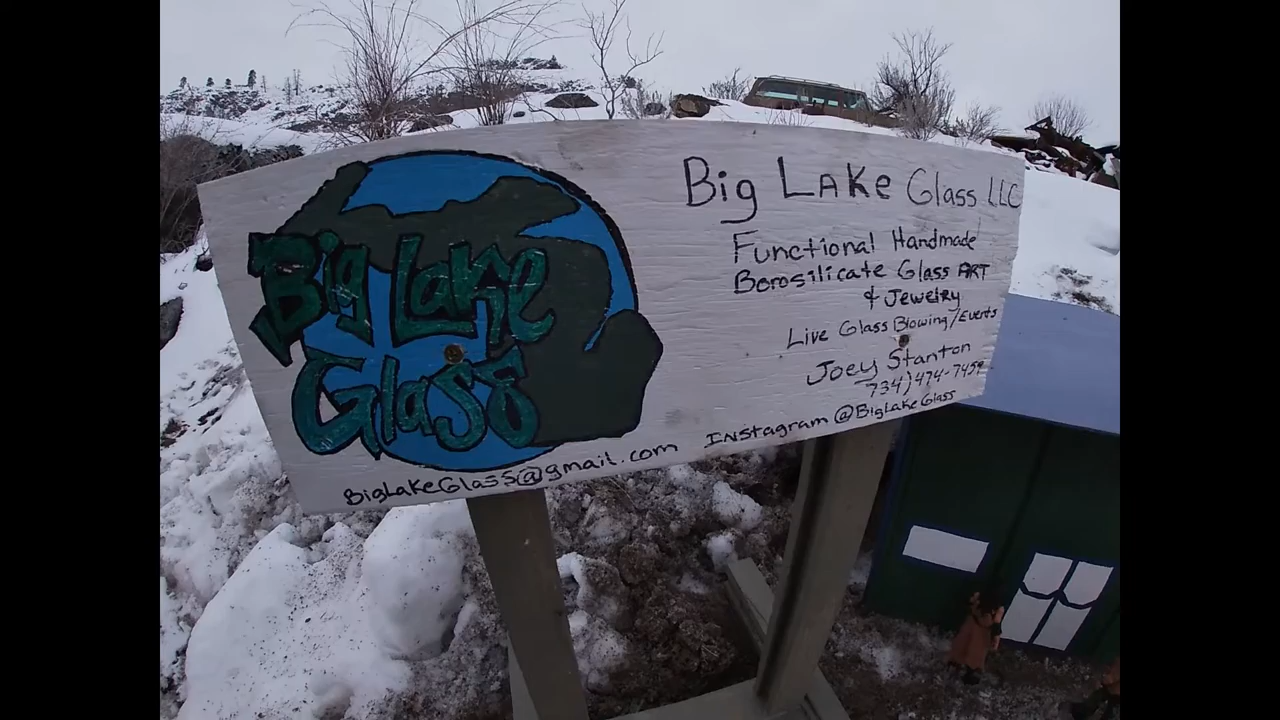 Big Lake
Glass
Big LAKE Glass LLC
Functional Handmade
Borosilicate Glass ART
& Jewelry
Live Glass Blowing/Events
Joey Stanton
734)474-7459
BigLakeGlass@gmail.com
INstagram @BigLakeGlass